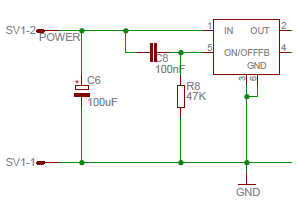 SV1-2
POWER
1
IN
OUT
2
C8
100nF
5
ON/OFFFB
4
GND
3
6
C6
100uF
R8
47K
SV1-1
GND